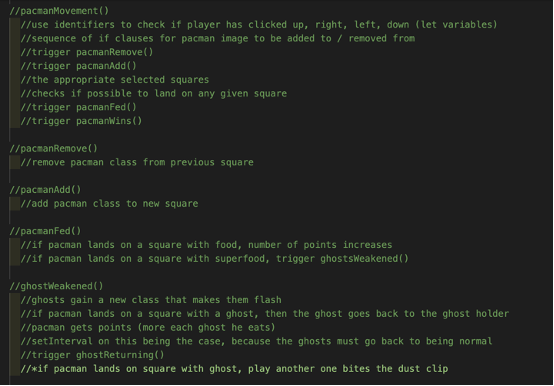 //pacmanMovement()
//use identifiers to check if player has clicked up, right, left, down (let variables)
//sequence of if clauses for pacman image to be added to / removed from
//trigger pacmanRemove()
//trigger pacmanAdd()
//the appropriate selected squares
//checks if possible to land on any given square
//trigger pacmanFed()
//trigger pacmanWins()
//pacmanRemove()
//remove pacman class from previous square
//pacmanAdd()
//add pacman class to new square
//pacmanFed()
//if pacman lands on a square with food, number of points increases
//if pacman lands on a square with superfood, trigger ghostsWeakened()
//ghostWeakened()
//ghosts gain a new class that makes them flash
//if pacman lands on a square with a ghost, then the ghost goes back to the ghost holder
//pacman gets points (more each ghost he eats)
//setInterval on this being the case, because the ghosts must go back to being normal
//trigger ghostReturning()
//*if pacman lands on square with ghost, play another one bites the dust clip